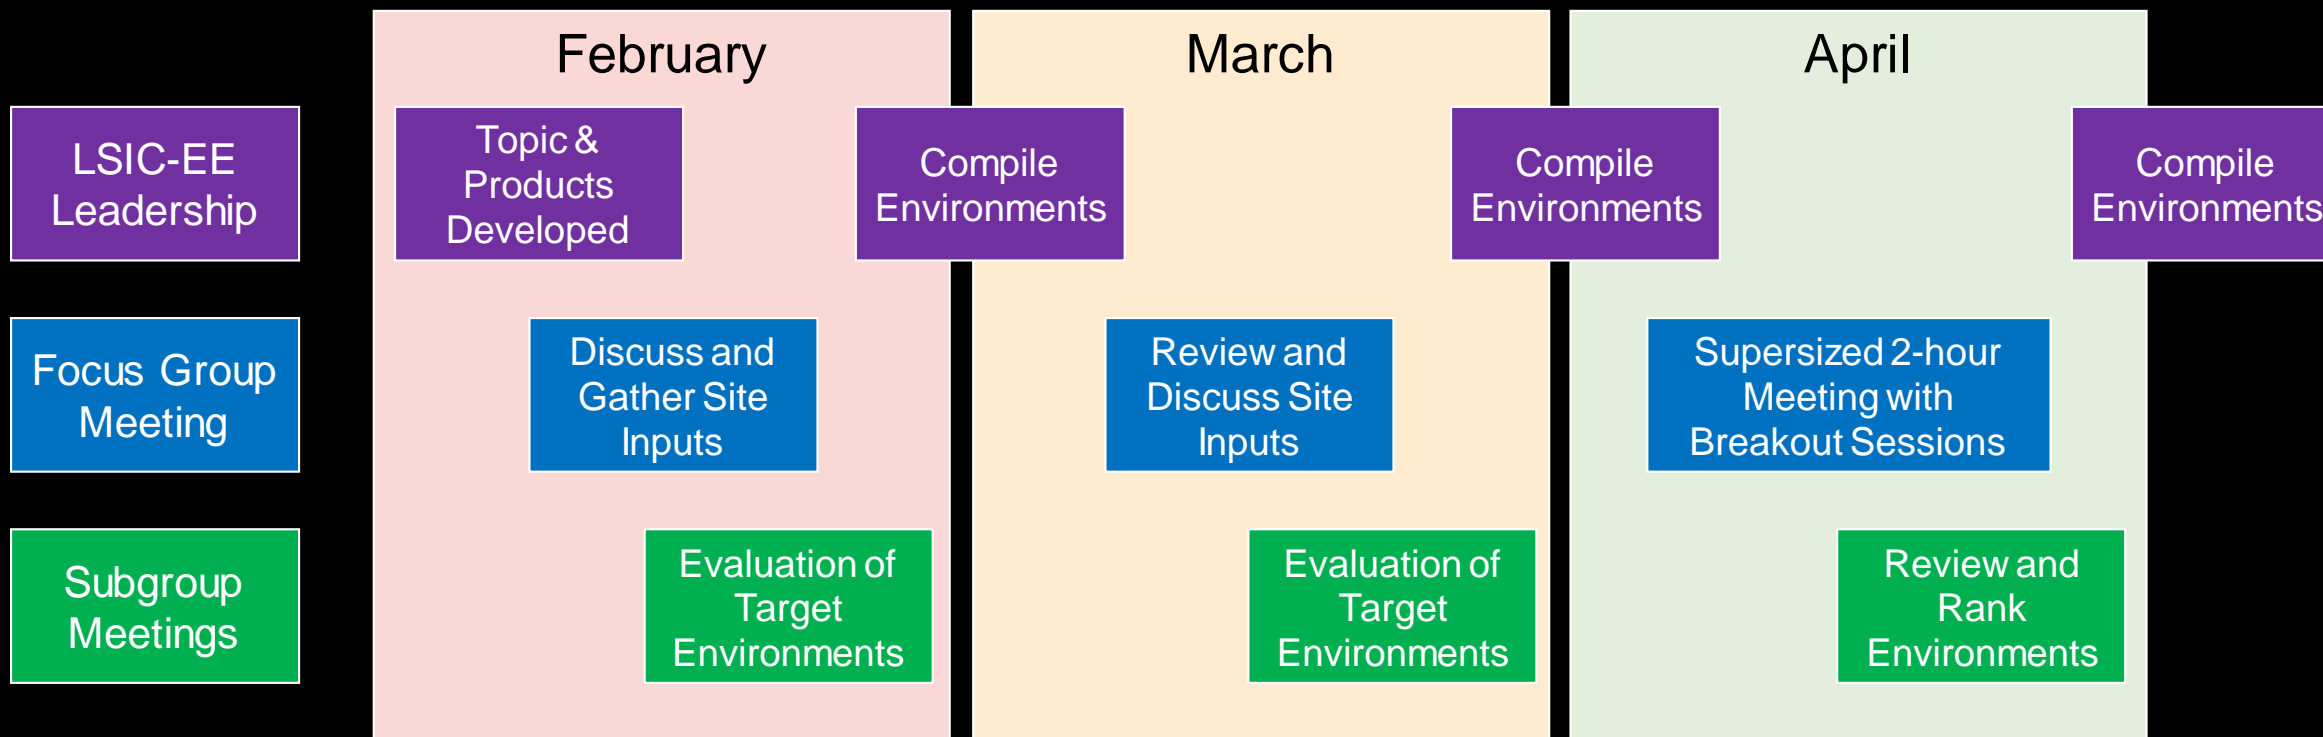 February
March
April
LSIC-EE
Leadership
Topic &
Products
Developed
Compile
Environments
Compile
Environments
Compile
Environments
Focus Group
Meeting
Discuss and
Gather Site
Inputs
Review and
Discuss Site
Inputs
Supersized 2-hour
Meeting with
Breakout Sessions
Subgroup
Meetings
Evaluation of
Target
Environments
Evaluation of
Target
Environments
Review and
Rank
Environments